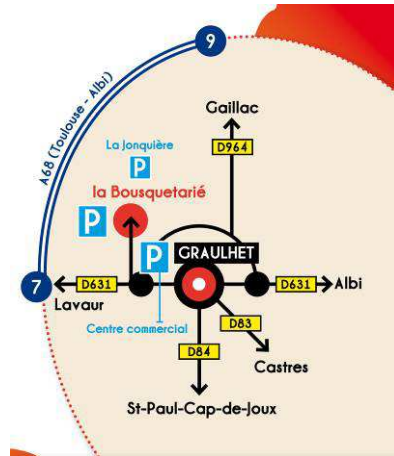 9
A68 (Toulouse - Albi)
Gaillac
D964
La Jonquière
P
la Bousquetarié
P
P
GRAULHET
7
D631
D631
Albi
Lavaur
Centre commercial
D83
D84
Castres
St-Paul-Cap-de-Joux